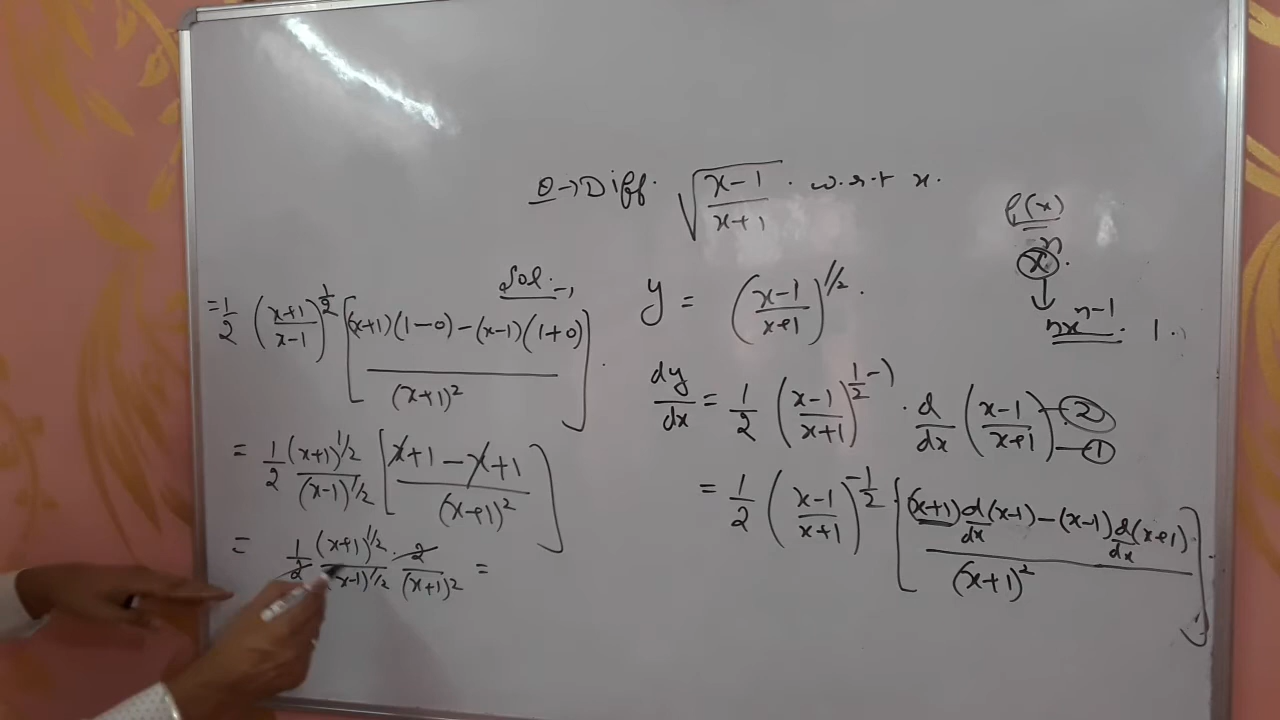 Q→Diff. √((x-1)/(x+1)) . w.r.t x.
f(x)
x^n.
↓
nx^(n-1). 1.
Sol.-,
y = ((x-1)/(x+1))^(1/2).
dy/dx = 1/2 ((x-1)/(x+1))^(1/2-1) . d/dx ((x-1)/(x+1)) -② -①
= 1/2 ((x-1)/(x+1))^(-1/2) [((x+1) d/dx (x-1) - (x-1) d/dx (x+1))/(x+1)^2]
= 1/2 ((x+1)/(x-1))^(1/2) [((x+1)(1-0) - (x-1)(1+0))/(x+1)^2].
= 1/2 (x+1)^(1/2)/(x-1)^(1/2) [(x+1-x+1)/(x+1)^2]
= 1/2 (x+1)^(1/2)/(x-1)^(1/2) . 2/(x+1)^2 =